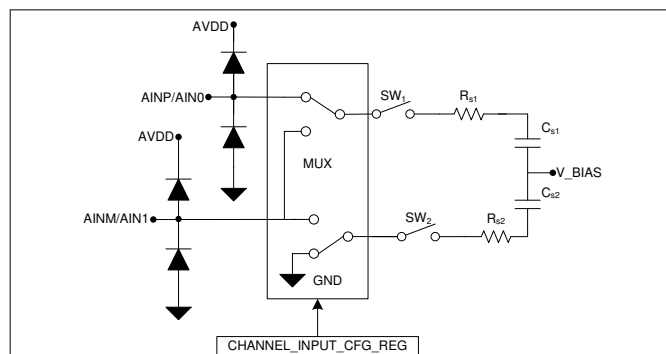 AVDD
AINP/AIN0
SW1
Rs1
Cs1
AVDD
MUX
V_BIAS
Cs2
AINM/AIN1
SW2
Rs2
GND
CHANNEL_INPUT_CFG_REG